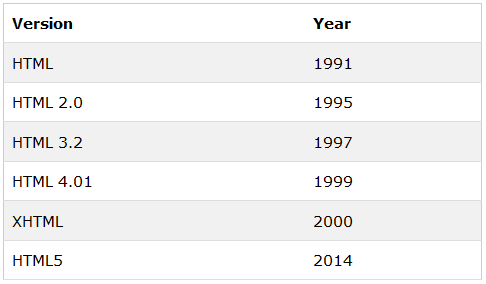 Version Year
HTML 1991
HTML 2.0 1995
HTML 3.2 1997
HTML 4.01 1999
XHTML 2000
HTML5 2014